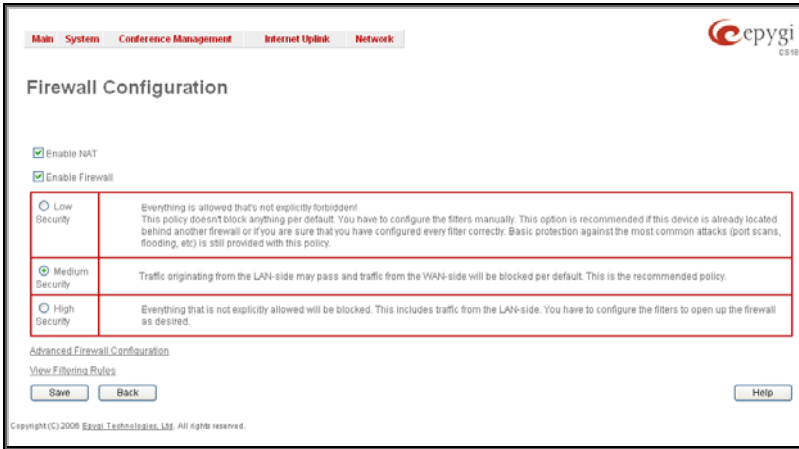 Main System Conference Management Internet Uplink Network
epygi
CS18
Firewall Configuration
Enable NAT
Enable Firewall
Low Security
Everything is allowed that's not explicitly forbidden!
This policy doesn't block anything per default. You have to configure the filters manually. This option is recommended if this device is already located
behind another firewall or if you are sure that you have configured every filter correctly. Basic protection against the most common attacks (port scans,
flooding, etc) is still provided with this policy.
Medium Security
Traffic originating from the LAN-side may pass and traffic from the WAN-side will be blocked per default. This is the recommended policy.
High Security
Everything that is not explicitly allowed will be blocked. This includes traffic from the LAN-side. You have to configure the filters to open up the firewall
as desired.
Advanced Firewall Configuration
View Filtering Rules
Save Back Help
Copyright (C) 2006 Epygi Technologies, Ltd. All rights reserved.